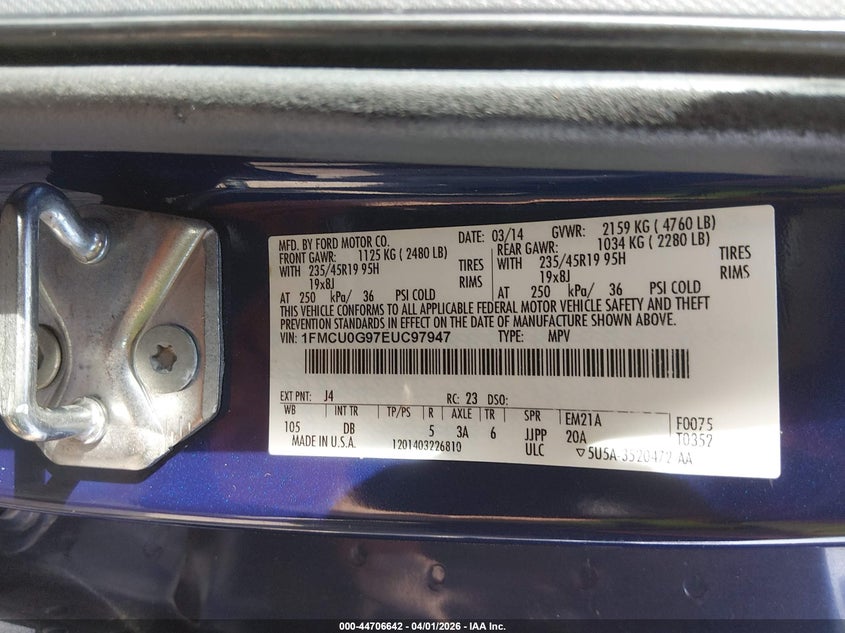 MFD. BY FORD MOTOR CO. DATE: 03/14 GVWR: 2159 KG ( 4760 LB)
FRONT GAWR: 1125 KG ( 2480 LB) REAR GAWR: 1034 KG ( 2280 LB)
WITH 235/45R19 95H TIRES WITH 235/45R19 95H TIRES
19x8J RIMS 19x8J RIMS
AT 250 kPa/ 36 PSI COLD AT 250 kPa/ 36 PSI COLD
THIS VEHICLE CONFORMS TO ALL APPLICABLE FEDERAL MOTOR VEHICLE SAFETY AND THEFT
PREVENTION STANDARDS IN EFFECT ON THE DATE OF MANUFACTURE SHOWN ABOVE.
VIN: 1FMCU0G97EUC97947 TYPE: MPV
EXT PNT: J4 RC: 23 DSO:
WB INT TR TP/PS R AXLE TR SPR EM21A F0075
105 DB 5 3A 6 JJPP 20A T0352
MADE IN U.S.A. 1201403226810 ULC ▽5U5A-3520472 AA
000-44706642 / 04/01/2026 - IAA Inc.